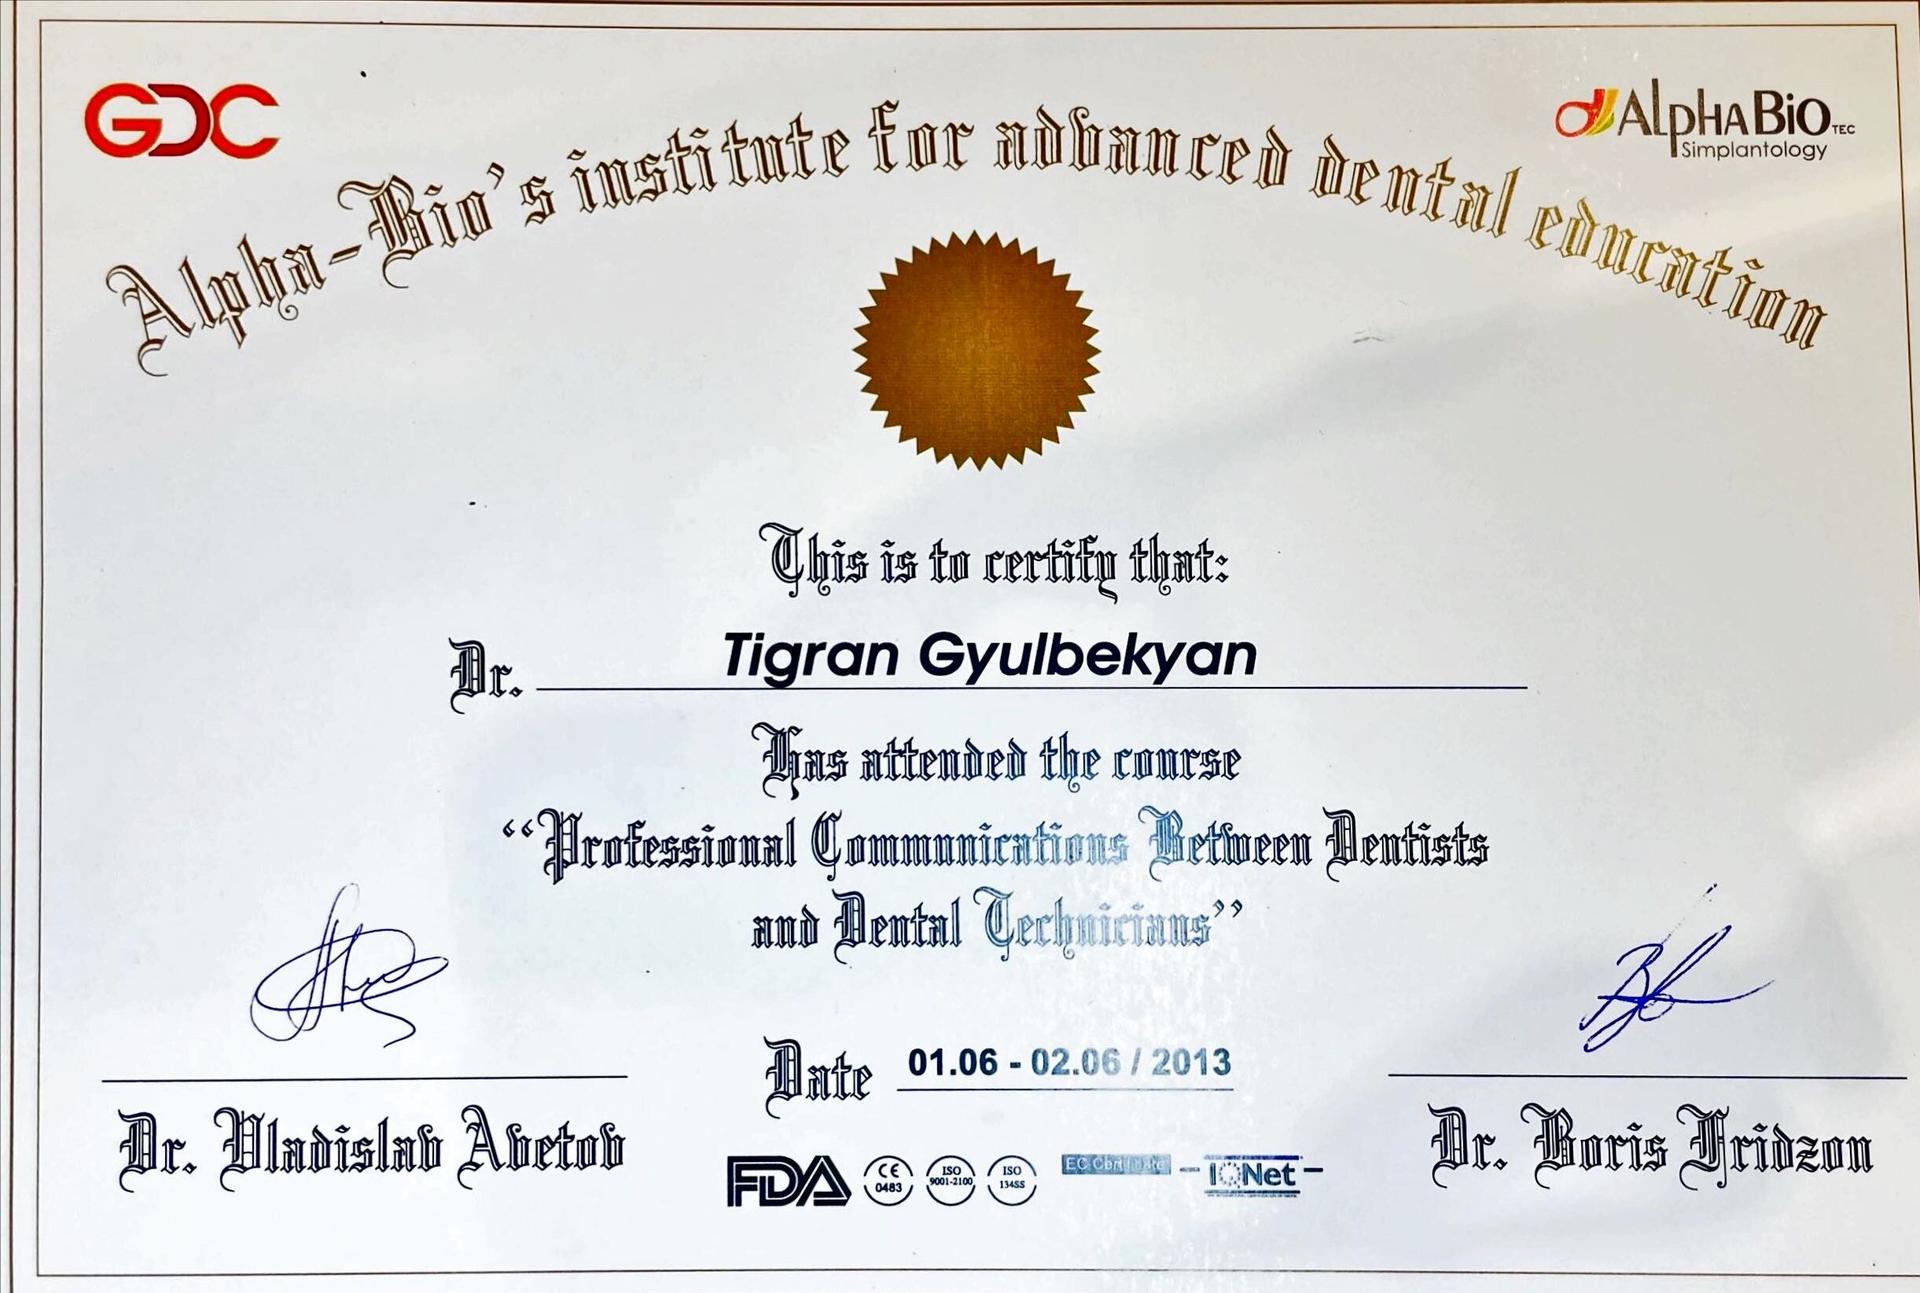 GDC
AlphaBio TEC
Simplantology
Alpha-Bio's institute for advanced dental education
This is to certify that:
Dr. Tigran Gyulbekyan
Has attended the course
“Professional Communications Between Dentists
and Dental Technicians”
Date 01.06 - 02.06 / 2013
Dr. Vladislav Avetov
Dr. Boris Fridzon
FDA
CE 0483
ISO 9001-2100
ISO 134SS
EC Certificate
IQNet